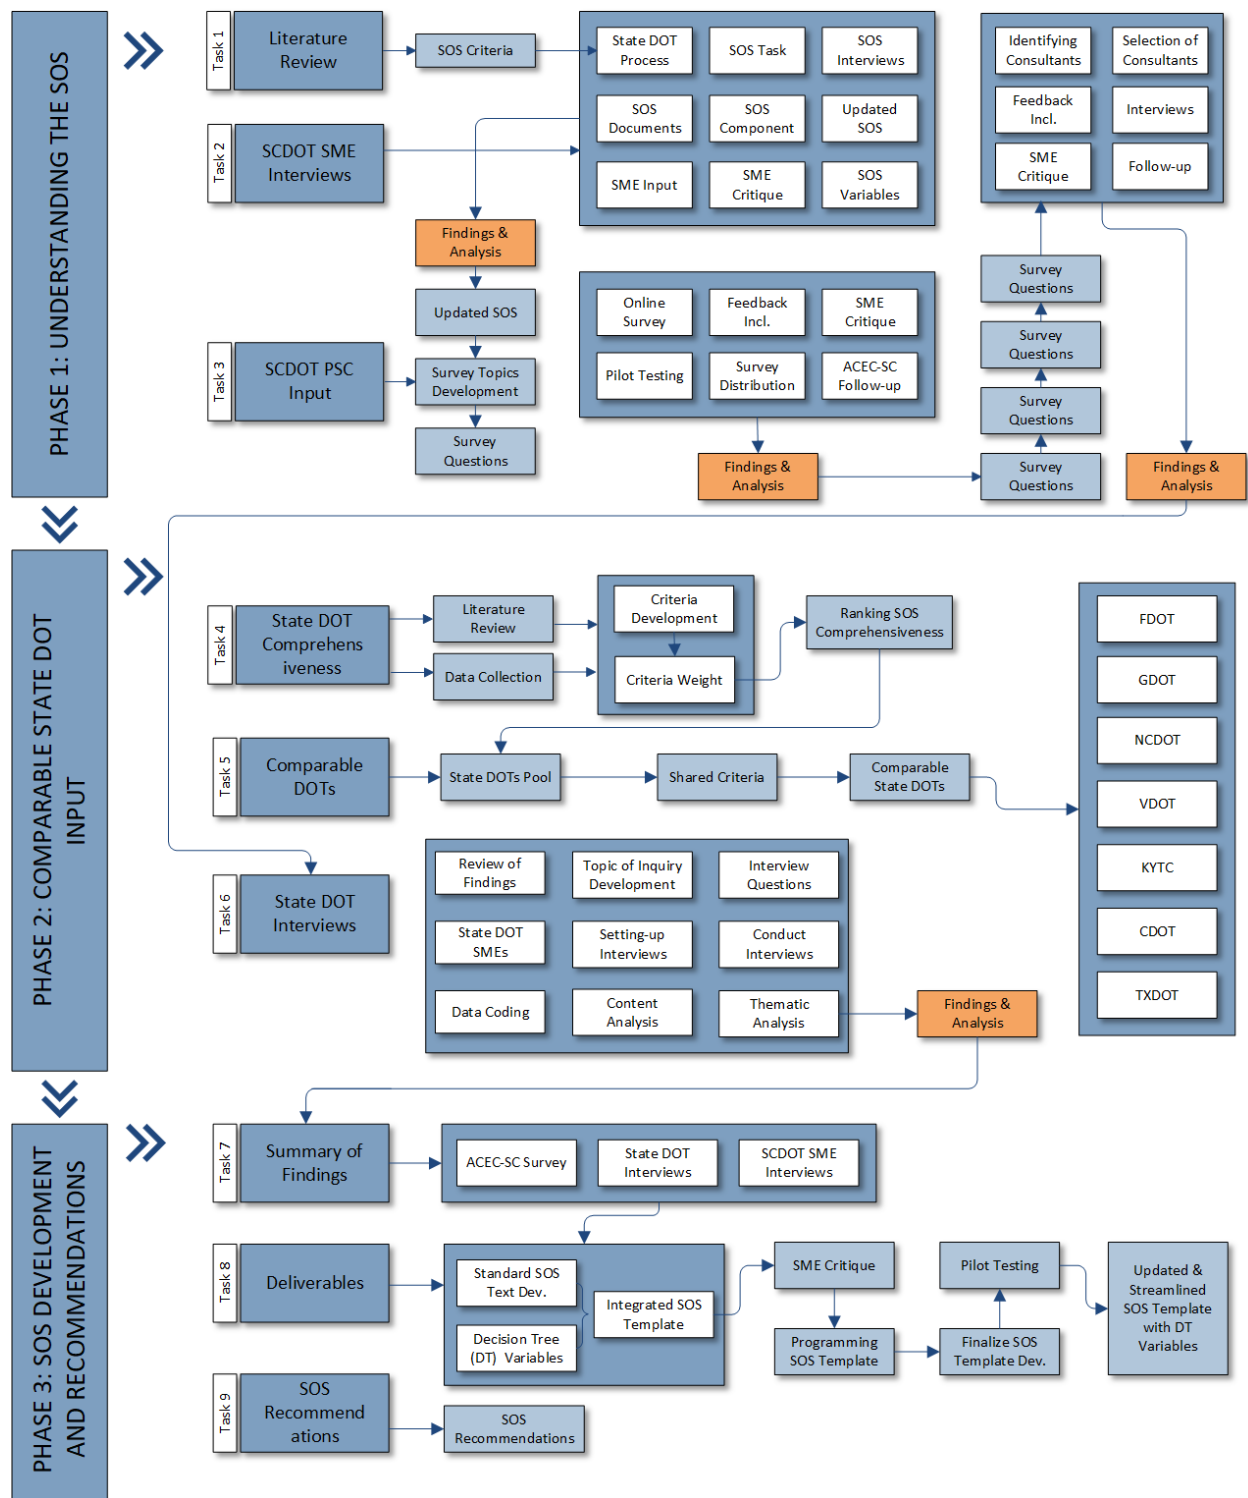 PHASE 1: UNDERSTANDING THE SOS
Task 1
Literature
Review
SOS Criteria
State DOT
Process
SOS Task
SOS
Interviews
SOS
Documents
SOS
Component
Updated
SOS
SME Input
SME
Critique
SOS
Variables
Identifying
Consultants
Selection of
Consultants
Feedback
Incl.
Interviews
SME
Critique
Follow-up
Task 2
SCDOT SME
Interviews
Findings &
Analysis
Updated SOS
Task 3
SCDOT PSC
Input
Survey Topics
Development
Survey
Questions
Online
Survey
Feedback
Incl.
SME
Critique
Pilot Testing
Survey
Distribution
ACEC-SC
Follow-up
Findings &
Analysis
Survey
Questions
Survey
Questions
Survey
Questions
Survey
Questions
Findings &
Analysis
PHASE 2: COMPARABLE STATE DOT
INPUT
Task 4
State DOT
Comprehens
iveness
Literature
Review
Data Collection
Criteria
Development
Criteria Weight
Ranking SOS
Comprehensiveness
Task 5
Comparable
DOTs
State DOTs Pool
Shared Criteria
Comparable
State DOTs
FDOT
GDOT
NCDOT
VDOT
KYTC
CDOT
TXDOT
Task 6
State DOT
Interviews
Review of
Findings
Topic of Inquiry
Development
Interview
Questions
State DOT
SMEs
Setting-up
Interviews
Conduct
Interviews
Data Coding
Content
Analysis
Thematic
Analysis
Findings &
Analysis
PHASE 3: SOS DEVELOPMENT
AND RECOMMENDATIONS
Task 7
Summary of
Findings
ACEC-SC Survey
State DOT
Interviews
SCDOT SME
Interviews
Task 8
Deliverables
Standard SOS
Text Dev.
Decision Tree
(DT) Variables
Integrated SOS
Template
SME Critique
Programming
SOS Template
Finalize SOS
Template Dev.
Pilot Testing
Updated &
Streamlined
SOS Template
with DT
Variables
Task 9
SOS
Recommend
ations
SOS
Recommendations